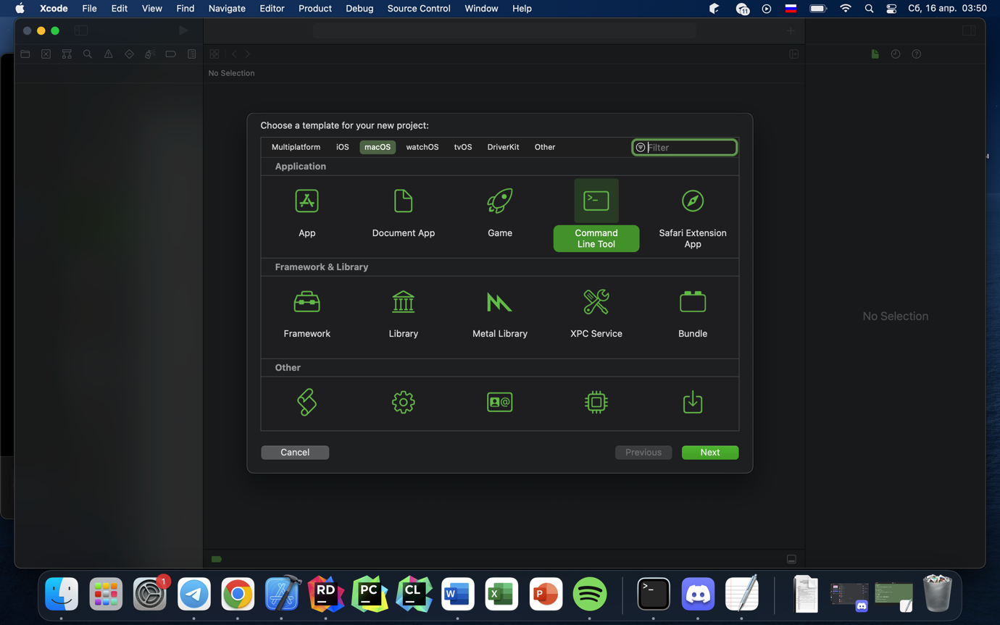 Xcode File Edit View Find Navigate Editor Product Debug Source Control Window Help 11 Сб, 16 апр. 03:50
No Selection
Choose a template for your new project:
Multiplatform iOS macOS watchOS tvOS DriverKit Other Filter
Application
App Document App Game Command Line Tool Safari Extension App
Framework & Library
Framework Library Metal Library XPC Service Bundle
No Selection
Other
Cancel Previous Next
1 RD PC CL W X P